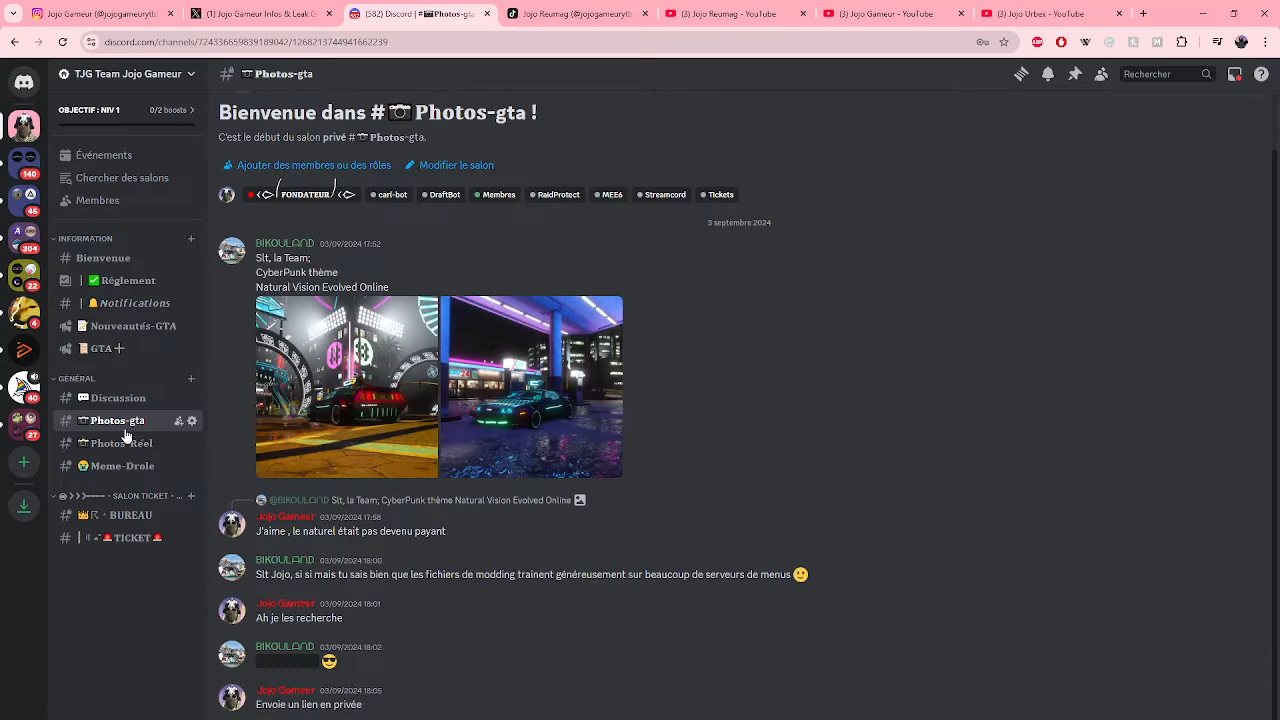 Instagram (@jojogameurytb
(1) Jojo Gameur Infos & Leak G
(582) Discord | #📷Photos-gta
TikTok Jojo Reumag (@jojogameurytb
(3) Jojo Reumag - YouTube
(3) Jojo Gameur - YouTube
(3) Jojo Urbex - YouTube
discord.com/channels/724336659839189042/1268213744941662239
TJG Team Jojo Gameur
📷Photos-gta
Rechercher
OBJECTIF : NIV 1
0/2 boosts
Événements
Chercher des salons
Membres
INFORMATION
Bienvenue
| ✅ Règlement
| 🔔 Notifications
📝 Nouveautés-GTA
📜 GTA+
GÉNÉRAL
💬 Discussion
📷 Photos-gta
📷 Photos-Réel
😭 Meme-Drole
SALON TICKET
👑 BUREAU
🚨TICKET🚨
140
45
304
22
4
40
27
Bienvenue dans #📷Photos-gta !
C'est le début du salon privé #📷Photos-gta.
Ajouter des membres ou des rôles
Modifier le salon
FONDATEUR
carl-bot
DraftBot
Membres
RaidProtect
MEE6
Streamcord
Tickets
3 septembre 2024
BIKOULAND 03/09/2024 17:52
Slt, la Team;
CyberPunk thème
Natural Vision Evolved Online
@BIKOULAND Slt, la Team; CyberPunk thème Natural Vision Evolved Online
Jojo Gameur 03/09/2024 17:58
J'aime , le naturel était pas devenu payant
BIKOULAND 03/09/2024 18:00
Slt Jojo, si si mais tu sais bien que les fichiers de modding trainent généreusement sur beaucoup de serveurs de menus 🙂
Jojo Gameur 03/09/2024 18:01
Ah je les recherche
BIKOULAND 03/09/2024 18:02
😎
Jojo Gameur 03/09/2024 18:05
Envoie un lien en privée